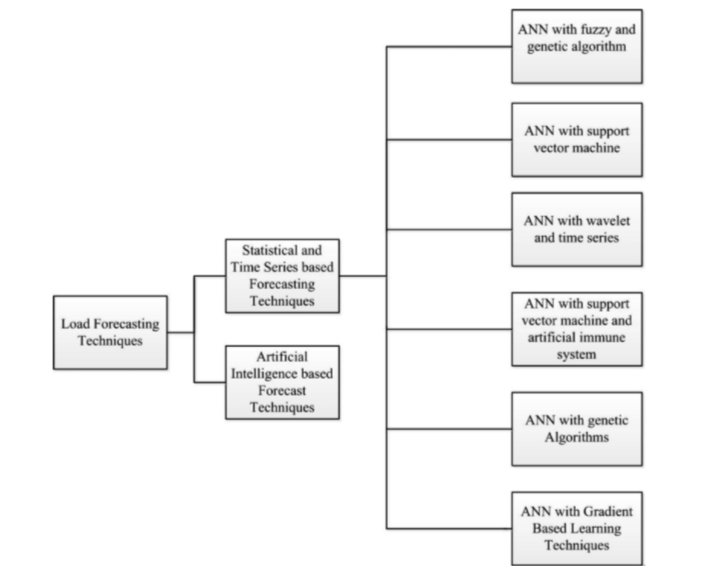 Load Forecasting
Techniques
Statistical and
Time Series based
Forecasting
Techniques
Artificial
Intelligence based
Forecast
Techniques
ANN with fuzzy and
genetic algorithm
ANN with support
vector machine
ANN with wavelet
and time series
ANN with support
vector machine and
artificial immune
system
ANN with genetic
Algorithms
ANN with Gradient
Based Learning
Techniques